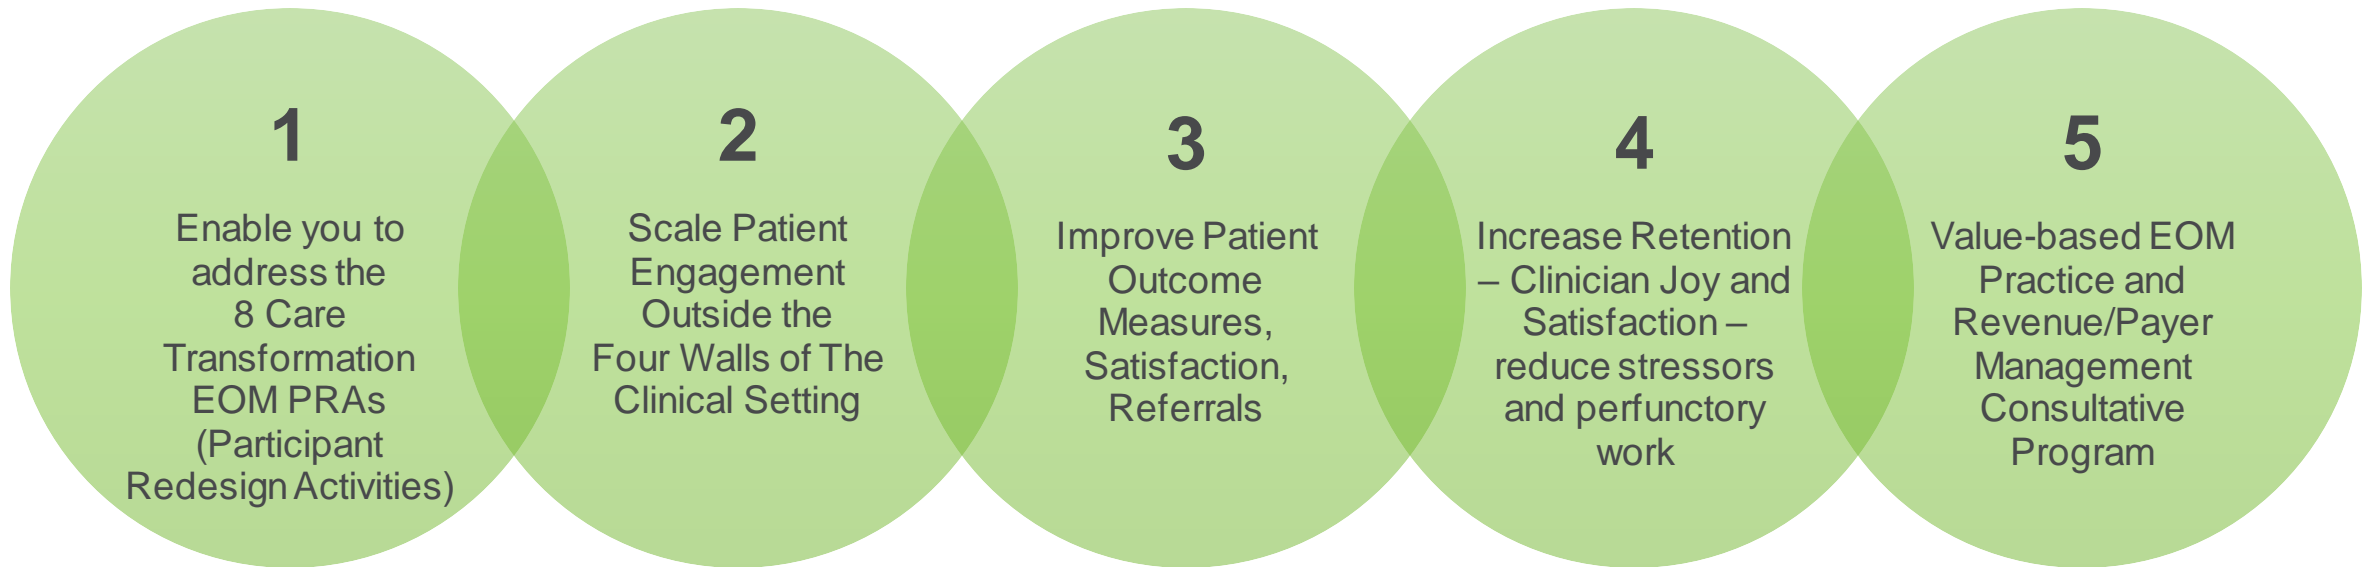 1
Enable you to
address the
8 Care
Transformation
EOM PRAs
(Participant
Redesign Activities)
2
Scale Patient
Engagement
Outside the
Four Walls of The
Clinical Setting
3
Improve Patient
Outcome
Measures,
Satisfaction,
Referrals
4
Increase Retention
– Clinician Joy and
Satisfaction –
reduce stressors
and perfunctory
work
5
Value-based EOM
Practice and
Revenue/Payer
Management
Consultative
Program